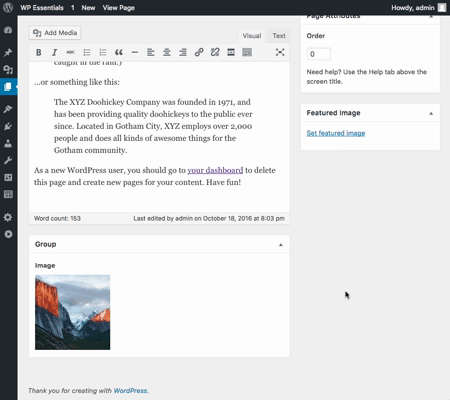 WP Essentials 1 New View Page Howdy, admin
Page Attributes
Add Media
Visual Text
Order
0
Need help? Use the Help tab above the
screen title.
caught in the rain.)
…or something like this:
The XYZ Doohickey Company was founded in 1971, and
has been providing quality doohickeys to the public ever
since. Located in Gotham City, XYZ employs over 2,000
people and does all kinds of awesome things for the
Gotham community.
As a new WordPress user, you should go to your dashboard to delete
this page and create new pages for your content. Have fun!
Featured Image
Set featured image
Word count: 153 Last edited by admin on October 18, 2016 at 8:03 pm
Group
Image
Thank you for creating with WordPress.